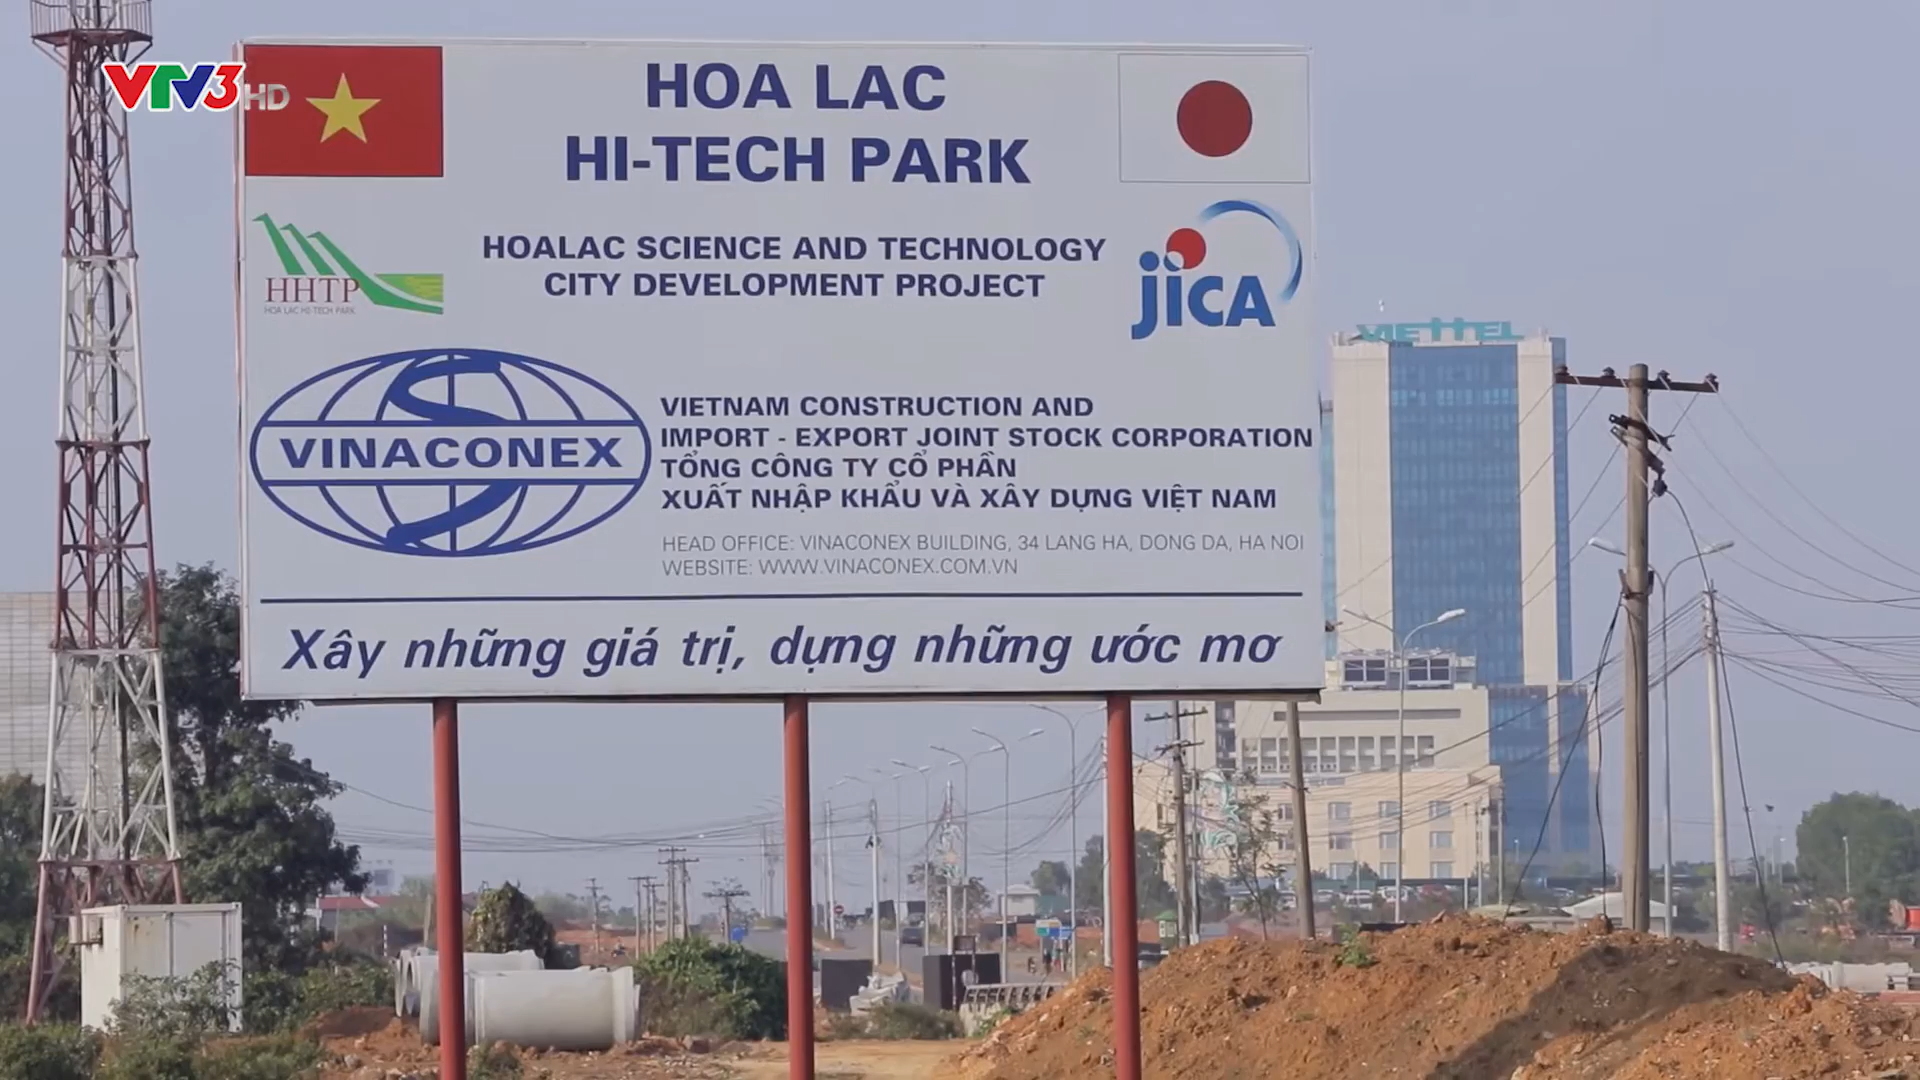 VTV3 HD
HOA LAC
HI-TECH PARK
HHTP
HOA LAC HI-TECH PARK
HOALAC SCIENCE AND TECHNOLOGY
CITY DEVELOPMENT PROJECT
jICA
VIETTEL
VINACONEX
VIETNAM CONSTRUCTION AND
IMPORT - EXPORT JOINT STOCK CORPORATION
TỔNG CÔNG TY CỔ PHẦN
XUẤT NHẬP KHẨU VÀ XÂY DỰNG VIỆT NAM
HEAD OFFICE: VINACONEX BUILDING, 34 LANG HA, DONG DA, HA NOI
WEBSITE: WWW.VINACONEX.COM.VN
Xây những giá trị, dựng những ước mơ